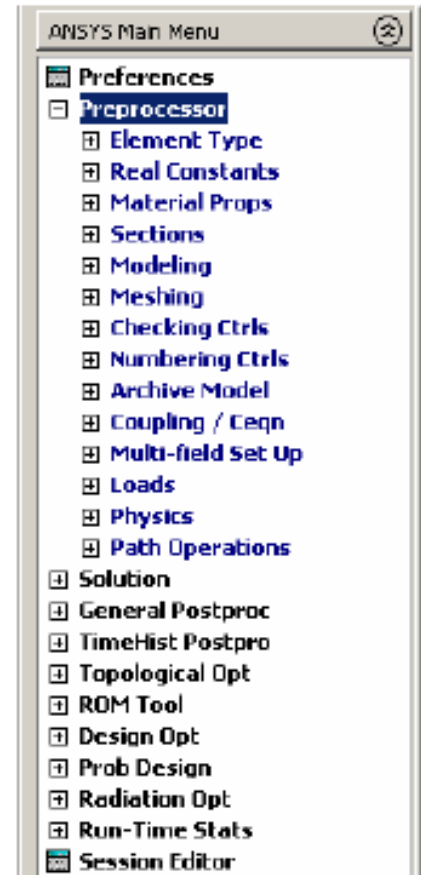 ANSYS Main Menu
Preferences
Preprocessor
Element Type
Real Constants
Material Props
Sections
Modeling
Meshing
Checking Ctrls
Numbering Ctrls
Archive Model
Coupling / Ceqn
Multi-field Set Up
Loads
Physics
Path Operations
Solution
General Postproc
TimeHist Postpro
Topological Opt
ROM Tool
Design Opt
Prob Design
Radiation Opt
Run-Time Stats
Session Editor